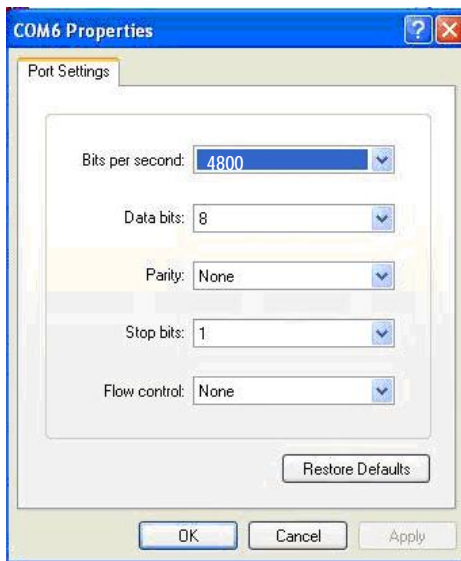 COM6 Properties
Port Settings
Bits per second: 4800
Data bits: 8
Parity: None
Stop bits: 1
Flow control: None
Restore Defaults
OK Cancel Apply